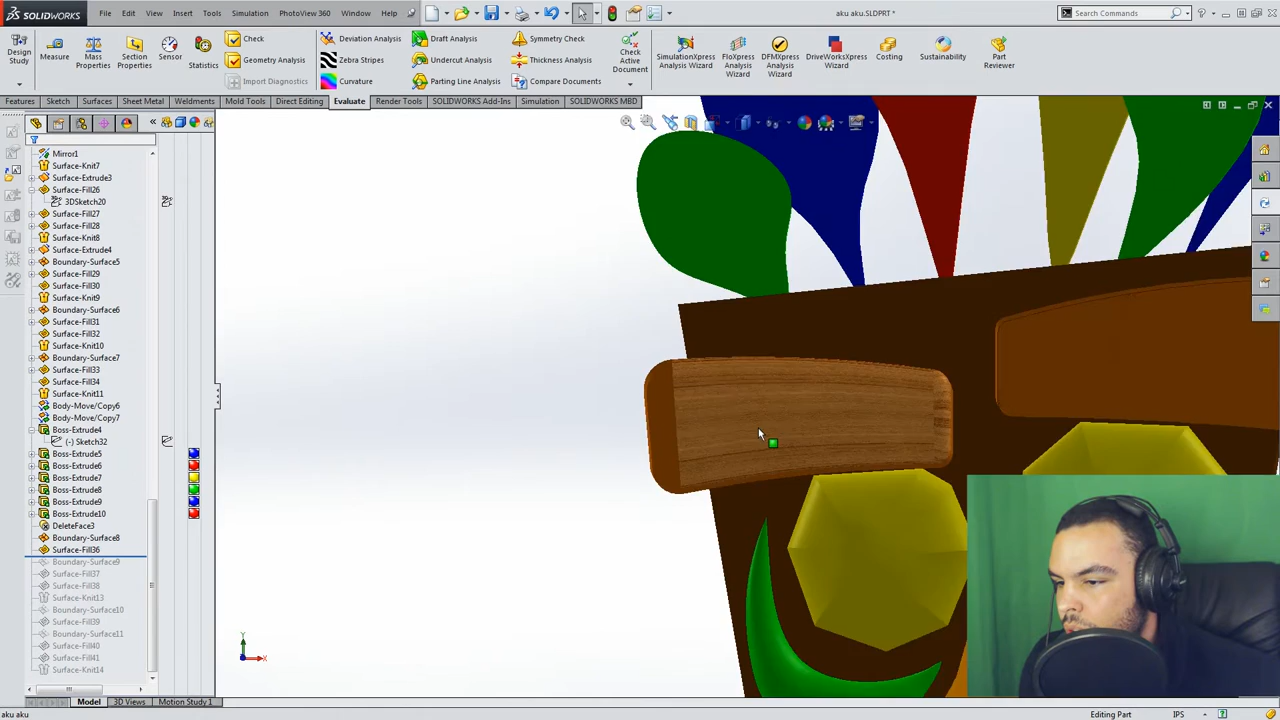 SOLIDWORKS
File Edit View Insert Tools Simulation PhotoView 360 Window Help
aku aku.SLDPRT *
Search Commands
Design Study
Measure
Mass Properties
Section Properties
Sensor
Statistics
Check
Geometry Analysis
Import Diagnostics
Deviation Analysis
Zebra Stripes
Curvature
Draft Analysis
Undercut Analysis
Parting Line Analysis
Symmetry Check
Thickness Analysis
Compare Documents
Check Active Document
SimulationXpress Analysis Wizard
FloXpress Analysis Wizard
DFMXpress Analysis Wizard
DriveWorksXpress Wizard
Costing
Sustainability
Part Reviewer
Features Sketch Surfaces Sheet Metal Weldments Mold Tools Direct Editing Evaluate Render Tools SOLIDWORKS Add-Ins Simulation SOLIDWORKS MBD
Mirror1
Surface-Knit7
Surface-Extrude3
Surface-Fill26
3DSketch20
Surface-Fill27
Surface-Fill28
Surface-Knit8
Surface-Extrude4
Boundary-Surface5
Surface-Fill29
Surface-Fill30
Surface-Knit9
Boundary-Surface6
Surface-Fill31
Surface-Fill32
Surface-Knit10
Boundary-Surface7
Surface-Fill33
Surface-Fill34
Surface-Knit11
Body-Move/Copy6
Body-Move/Copy7
Boss-Extrude4
(-) Sketch32
Boss-Extrude5
Boss-Extrude6
Boss-Extrude7
Boss-Extrude8
Boss-Extrude9
Boss-Extrude10
DeleteFace3
Boundary-Surface8
Surface-Fill36
Boundary-Surface9
Surface-Fill37
Surface-Fill38
Surface-Knit13
Boundary-Surface10
Surface-Fill39
Boundary-Surface11
Surface-Fill40
Surface-Fill41
Surface-Knit14
Y
X
Model 3D Views Motion Study 1
aku aku
Editing Part IPS